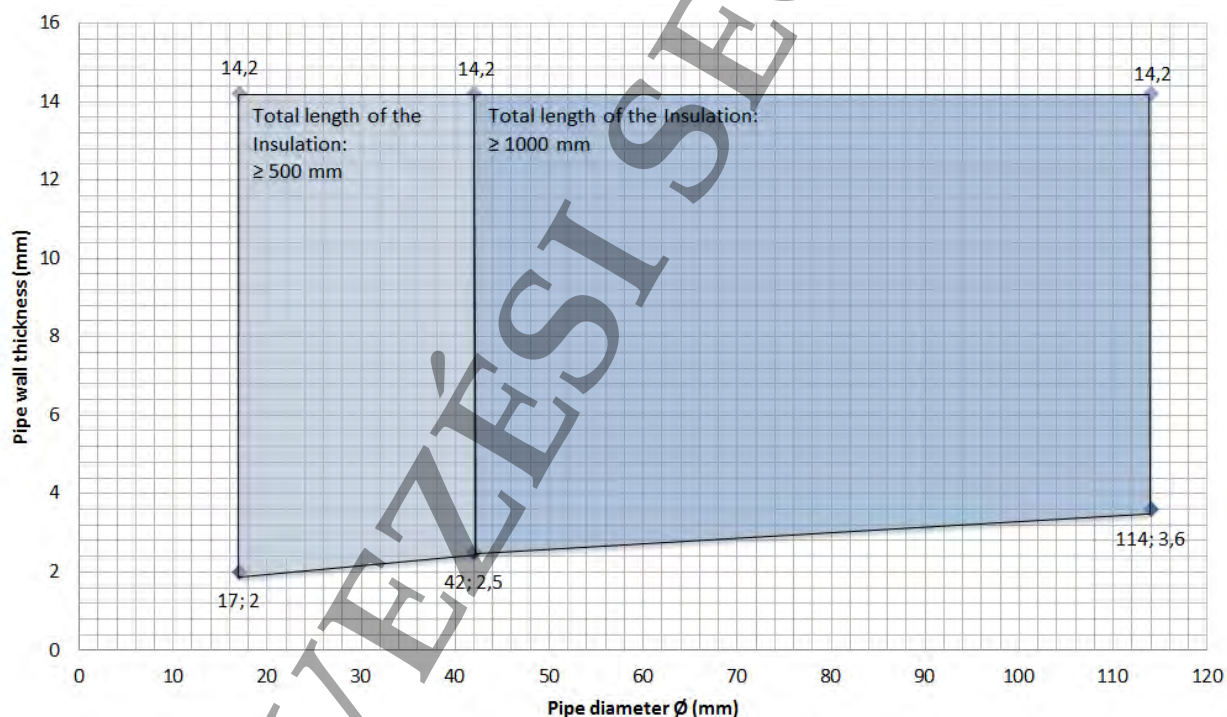 16
14
12
10
8
6
4
2
0
Pipe wall thickness (mm)
14,2
14,2
14,2
Total length of the
Insulation:
≥ 500 mm
Total length of the Insulation:
≥ 1000 mm
17; 2
42; 2,5
114; 3,6
0 10 20 30 40 50 60 70 80 90 100 110 120
Pipe diameter Ø (mm)